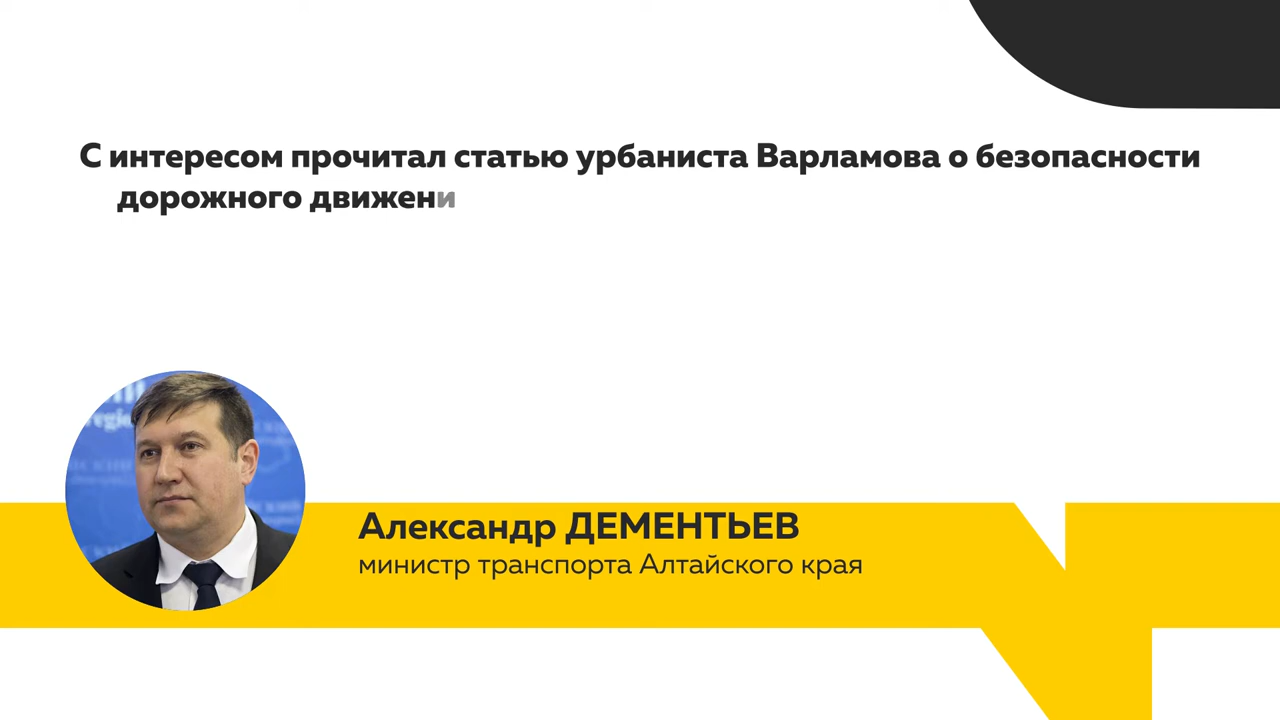 С интересом прочитал статью урбаниста Варламова о безопасности
дорожного движени
Александр ДЕМЕНТЬЕВ
министр транспорта Алтайского края